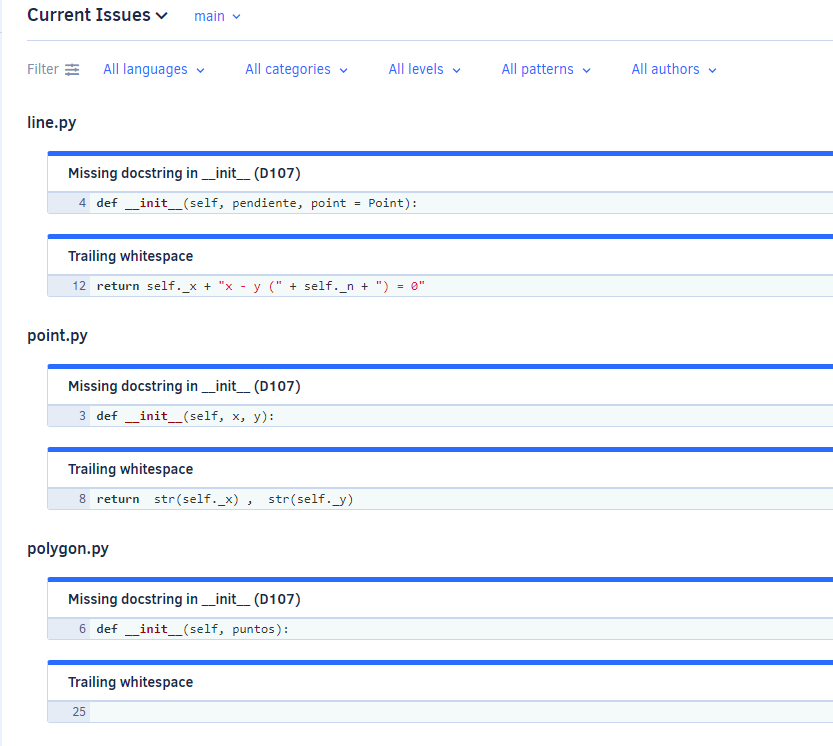 Current Issues main
Filter All languages All categories All levels All patterns All authors
line.py
Missing docstring in __init__ (D107)
4 def __init__(self, pendiente, point = Point):
Trailing whitespace
12 return self._x + "x - y (" + self._n + ") = 0"
point.py
Missing docstring in __init__ (D107)
3 def __init__(self, x, y):
Trailing whitespace
8 return  str(self._x) ,  str(self._y)
polygon.py
Missing docstring in __init__ (D107)
6 def __init__(self, puntos):
Trailing whitespace
25